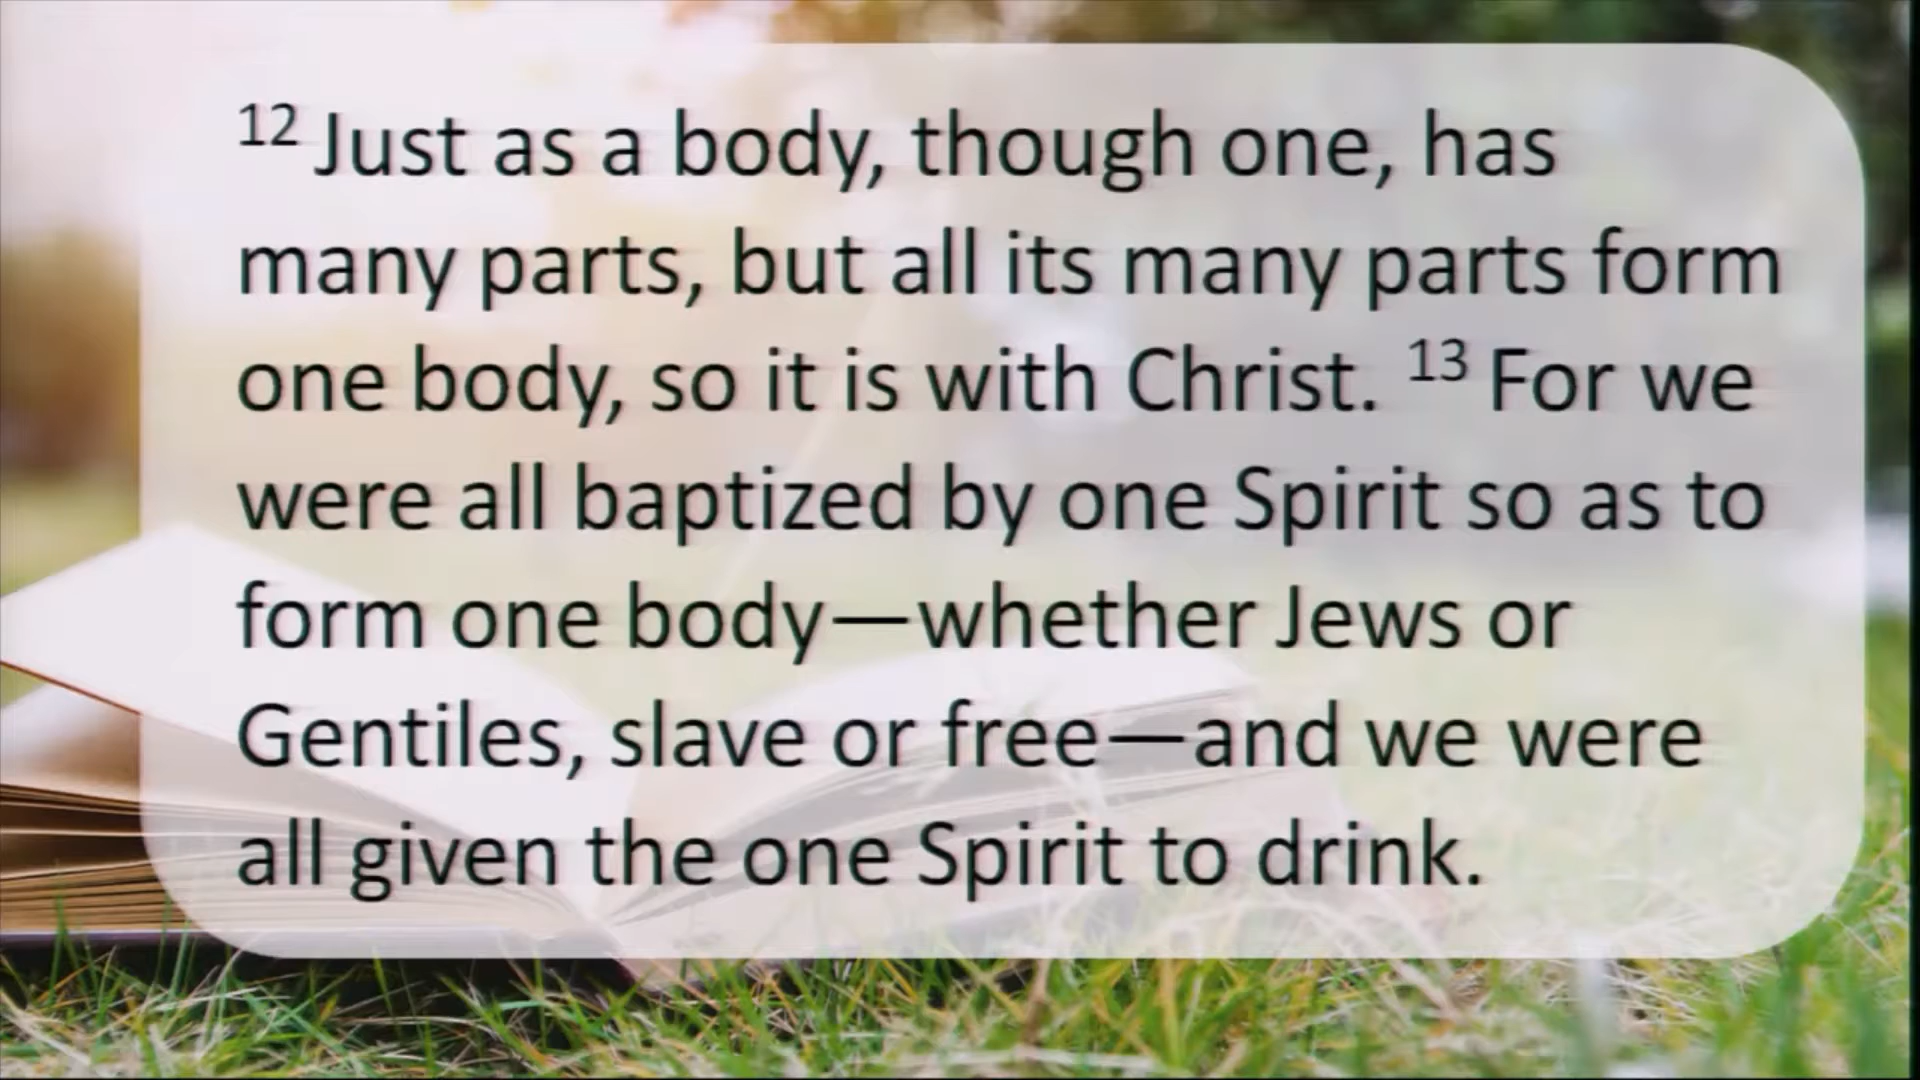 12 Just as a body, though one, has
many parts, but all its many parts form
one body, so it is with Christ. 13 For we
were all baptized by one Spirit so as to
form one body—whether Jews or
Gentiles, slave or free—and we were
all given the one Spirit to drink.